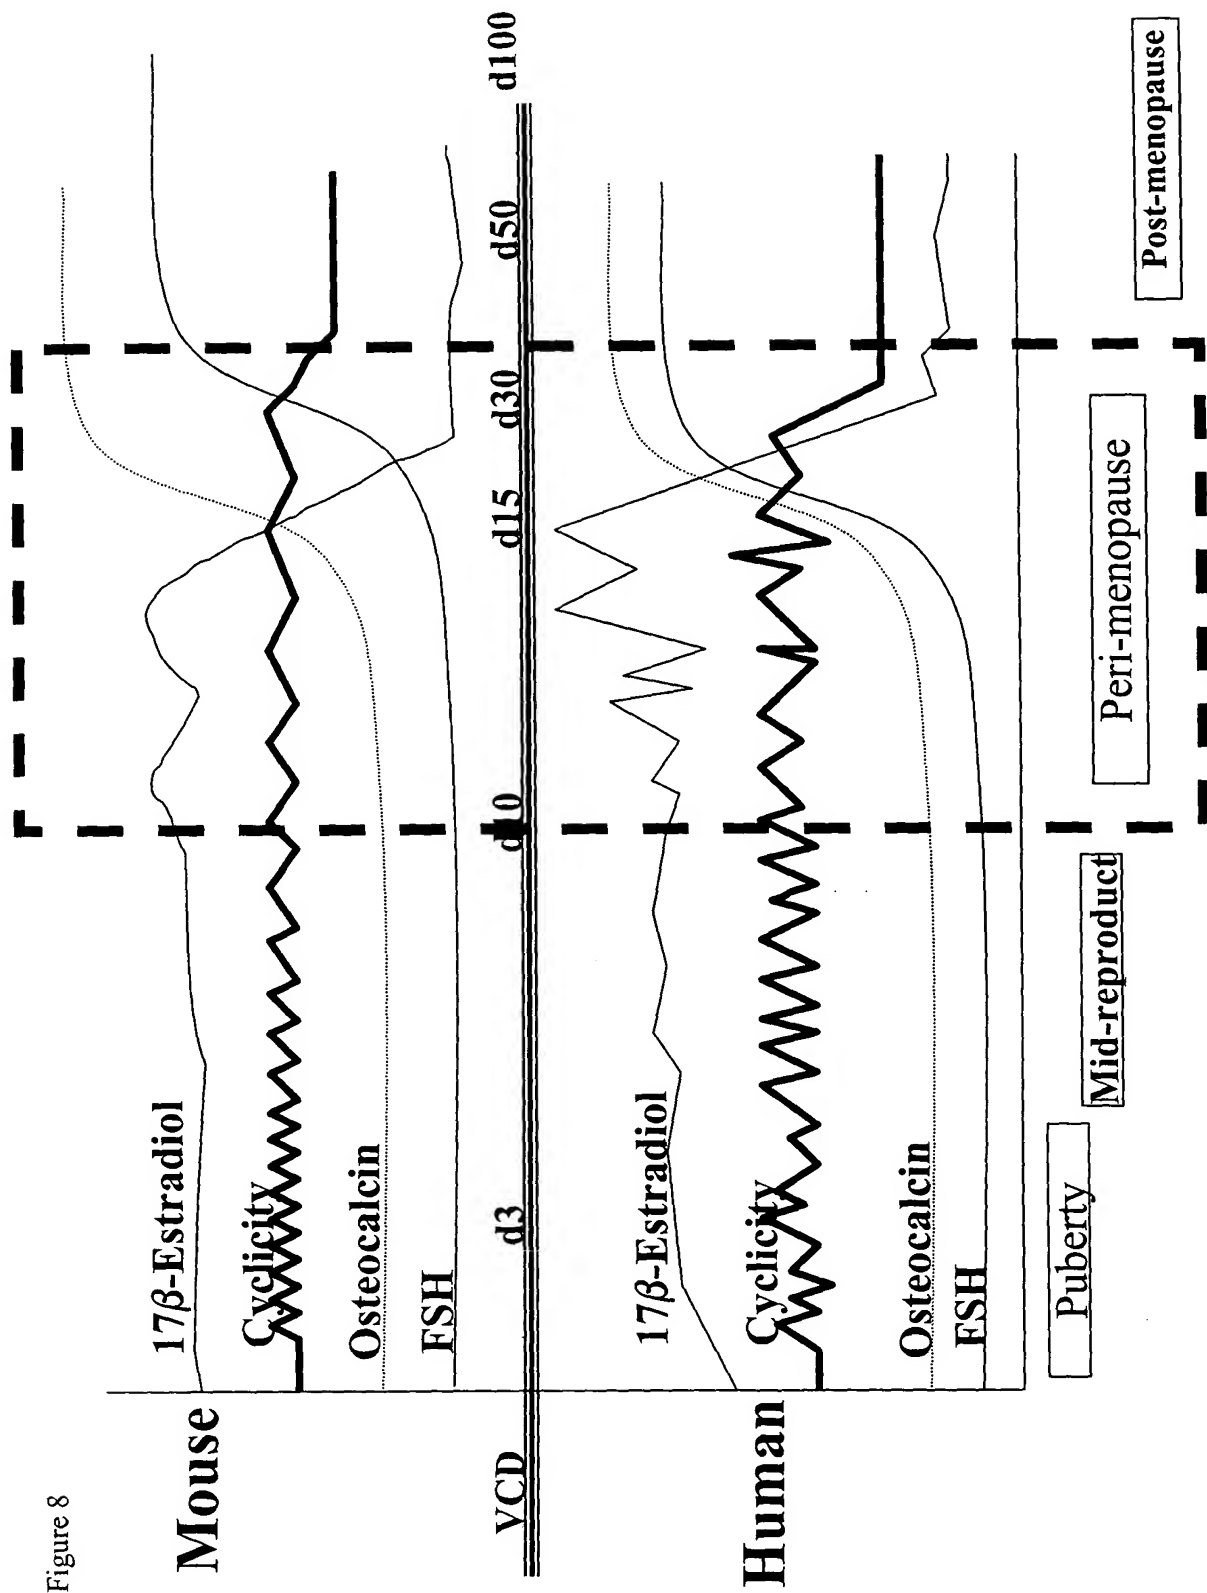 Figure 8
Mouse
17β-Estradiol
Cyclicity
Osteocalcin
FSH
VCD d3 d10 d15 d30 d50 d100
Human
17β-Estradiol
Cyclicity
Osteocalcin
FSH
Puberty
Mid-reproduct
Peri-menopause
Post-menopause